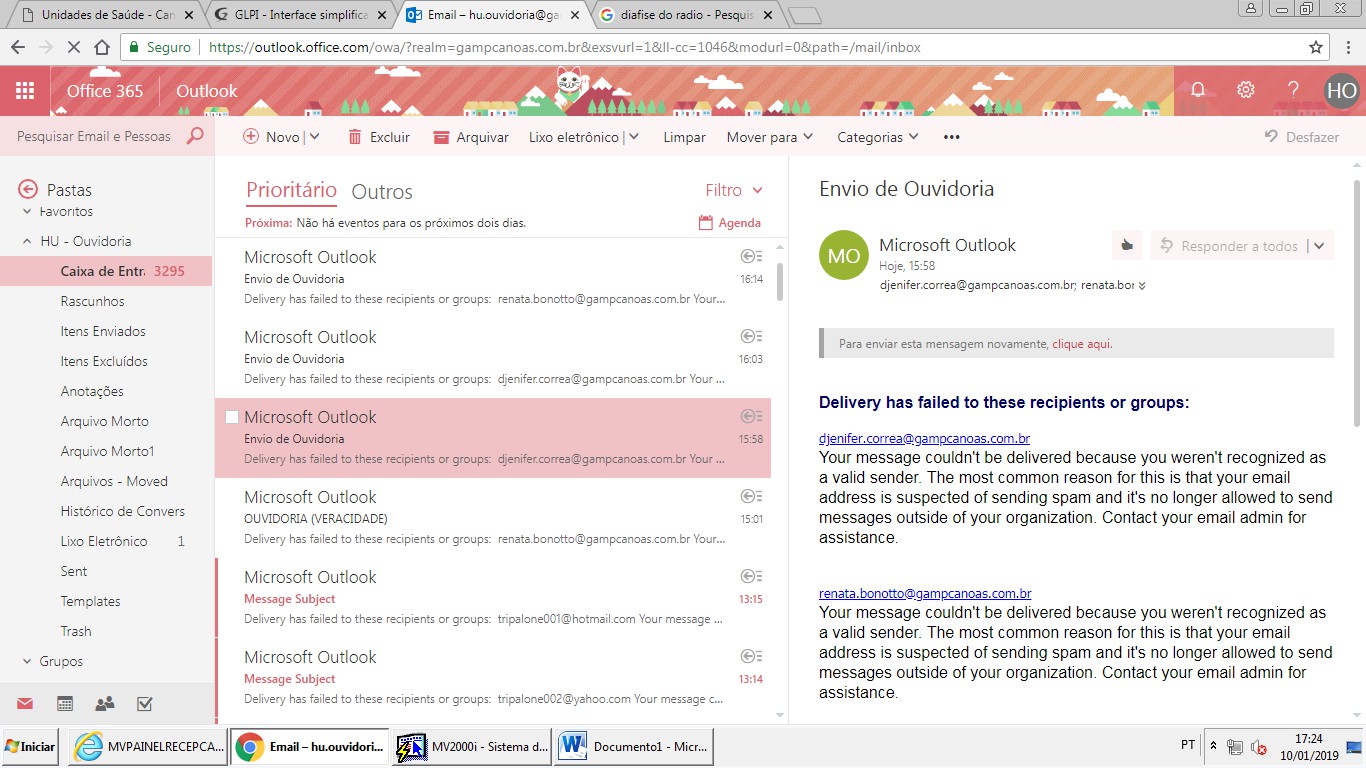 Unidades de Saúde - Can
GLPI - Interface simplifica
Email – hu.ouvidoria@ga
diafise do radio - Pesquis
Seguro
https://outlook.office.com/owa/?realm=gampcanoas.com.br&exsvurl=1&ll-cc=1046&modurl=0&path=/mail/inbox
Office 365
Outlook
?
HO
Pesquisar Email e Pessoas
Novo
Excluir
Arquivar
Lixo eletrônico
Limpar
Mover para
Categorias
Desfazer
Pastas
Favoritos
HU - Ouvidoria
Caixa de Entr. 3295
Rascunhos
Itens Enviados
Itens Excluídos
Anotações
Arquivo Morto
Arquivo Morto1
Arquivos - Moved
Histórico de Convers
Lixo Eletrônico 1
Sent
Templates
Trash
Grupos
Prioritário Outros
Filtro
Próxima: Não há eventos para os próximos dois dias.
Agenda
Microsoft Outlook
Envio de Ouvidoria 16:14
Delivery has failed to these recipients or groups: renata.bonotto@gampcanoas.com.br Your...
Microsoft Outlook
Envio de Ouvidoria 16:03
Delivery has failed to these recipients or groups: djenifer.correa@gampcanoas.com.br Your ...
Microsoft Outlook
Envio de Ouvidoria 15:58
Delivery has failed to these recipients or groups: djenifer.correa@gampcanoas.com.br Your ...
Microsoft Outlook
OUVIDORIA (VERACIDADE) 15:01
Delivery has failed to these recipients or groups: renata.bonotto@gampcanoas.com.br Your...
Microsoft Outlook
Message Subject 13:15
Delivery has failed to these recipients or groups: tripalone001@hotmail.com Your message ...
Microsoft Outlook
Message Subject 13:14
Delivery has failed to these recipients or groups: tripalone002@yahoo.com Your message c...
Envio de Ouvidoria
MO
Microsoft Outlook
Hoje, 15:58
djenifer.correa@gampcanoas.com.br; renata.bon
Responder a todos
Para enviar esta mensagem novamente, clique aqui.
Delivery has failed to these recipients or groups:
djenifer.correa@gampcanoas.com.br
Your message couldn't be delivered because you weren't recognized as
a valid sender. The most common reason for this is that your email
address is suspected of sending spam and it's no longer allowed to send
messages outside of your organization. Contact your email admin for
assistance.
renata.bonotto@gampcanoas.com.br
Your message couldn't be delivered because you weren't recognized as
a valid sender. The most common reason for this is that your email
address is suspected of sending spam and it's no longer allowed to send
messages outside of your organization. Contact your email admin for
assistance.
Iniciar
MVPAINELRECEPCA...
Email – hu.ouvidori...
MV2000i - Sistema d...
Documento1 - Micr...
PT
17:24
10/01/2019